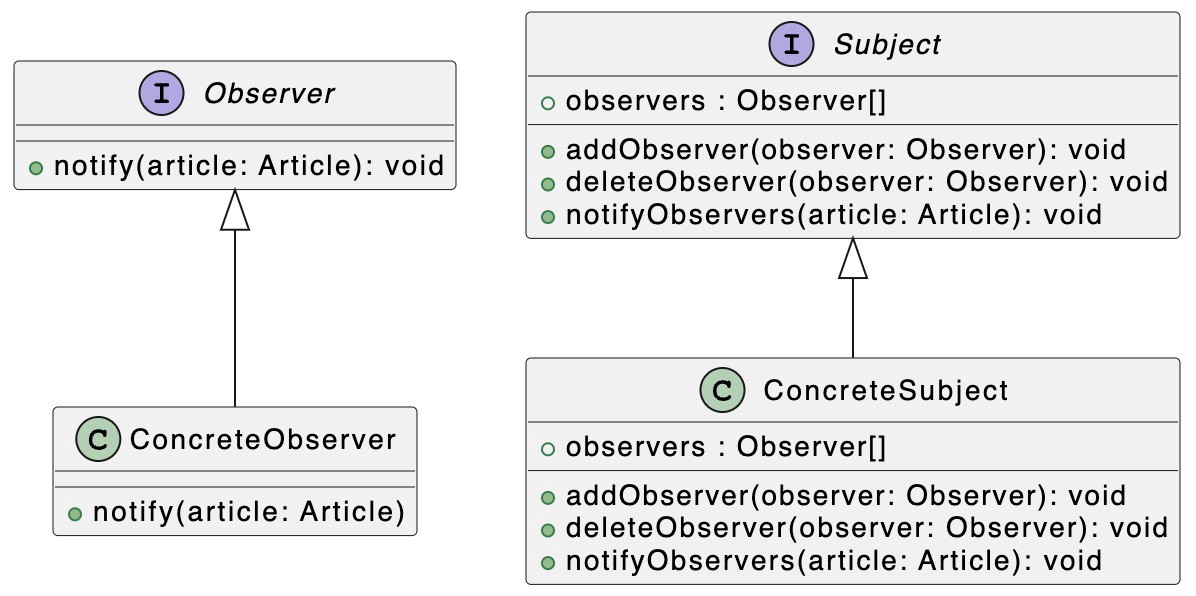 I Observer
notify(article: Article): void
C ConcreteObserver
notify(article: Article)
I Subject
observers : Observer[]
addObserver(observer: Observer): void
deleteObserver(observer: Observer): void
notifyObservers(article: Article): void
C ConcreteSubject
observers : Observer[]
addObserver(observer: Observer): void
deleteObserver(observer: Observer): void
notifyObservers(article: Article): void